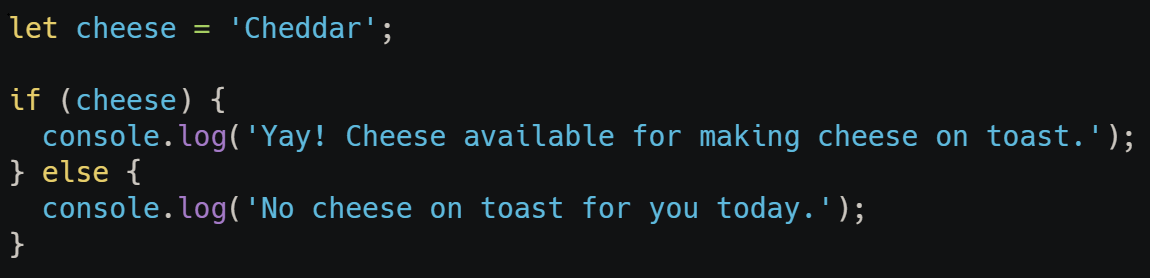 let cheese = 'Cheddar';

if (cheese) {
  console.log('Yay! Cheese available for making cheese on toast.');
} else {
  console.log('No cheese on toast for you today.');
}